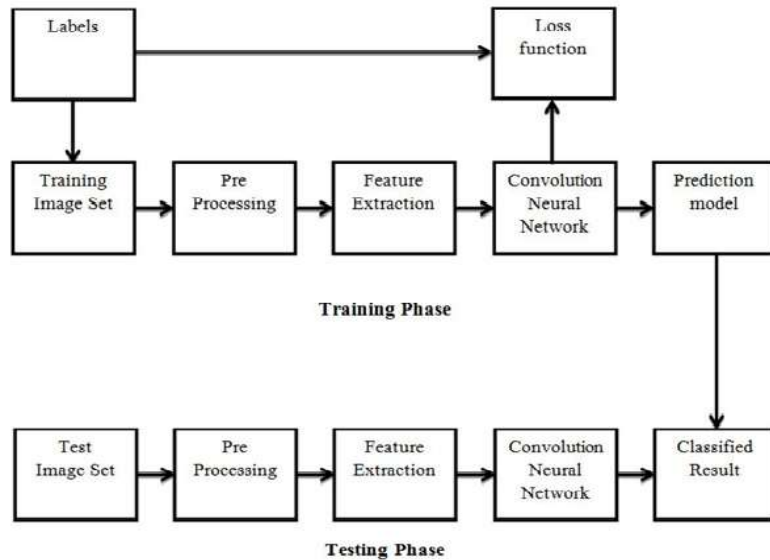 Labels
Loss
function
Training
Image Set
Pre
Processing
Feature
Extraction
Convolution
Neural
Network
Prediction
model
Training Phase
Test
Image Set
Pre
Processing
Feature
Extraction
Convolution
Neural
Network
Classified
Result
Testing Phase